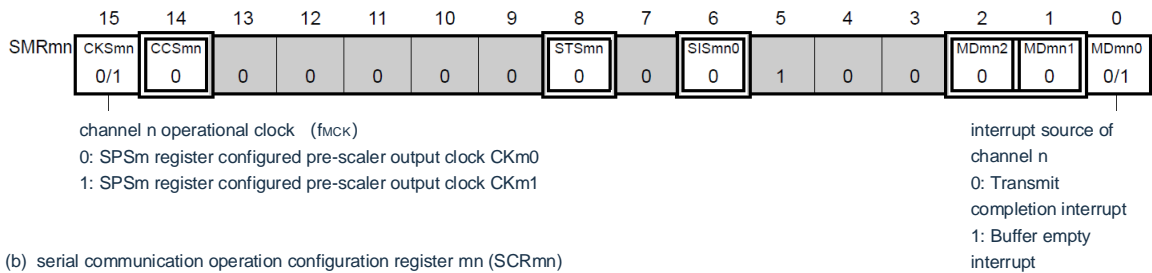 15 14 13 12 11 10 9 8 7 6 5 4 3 2 1 0
SMRmn CKSmn CCSmn STSmn SISmn0 MDmn2 MDmn1 MDmn0
0/1 0 0 0 0 0 0 0 0 0 1 0 0 0 0 0/1
channel n operational clock (fMCK)
0: SPSm register configured pre-scaler output clock CKm0
1: SPSm register configured pre-scaler output clock CKm1
interrupt source of
channel n
0: Transmit
completion interrupt
1: Buffer empty
interrupt
(b) serial communication operation configuration register mn (SCRmn)